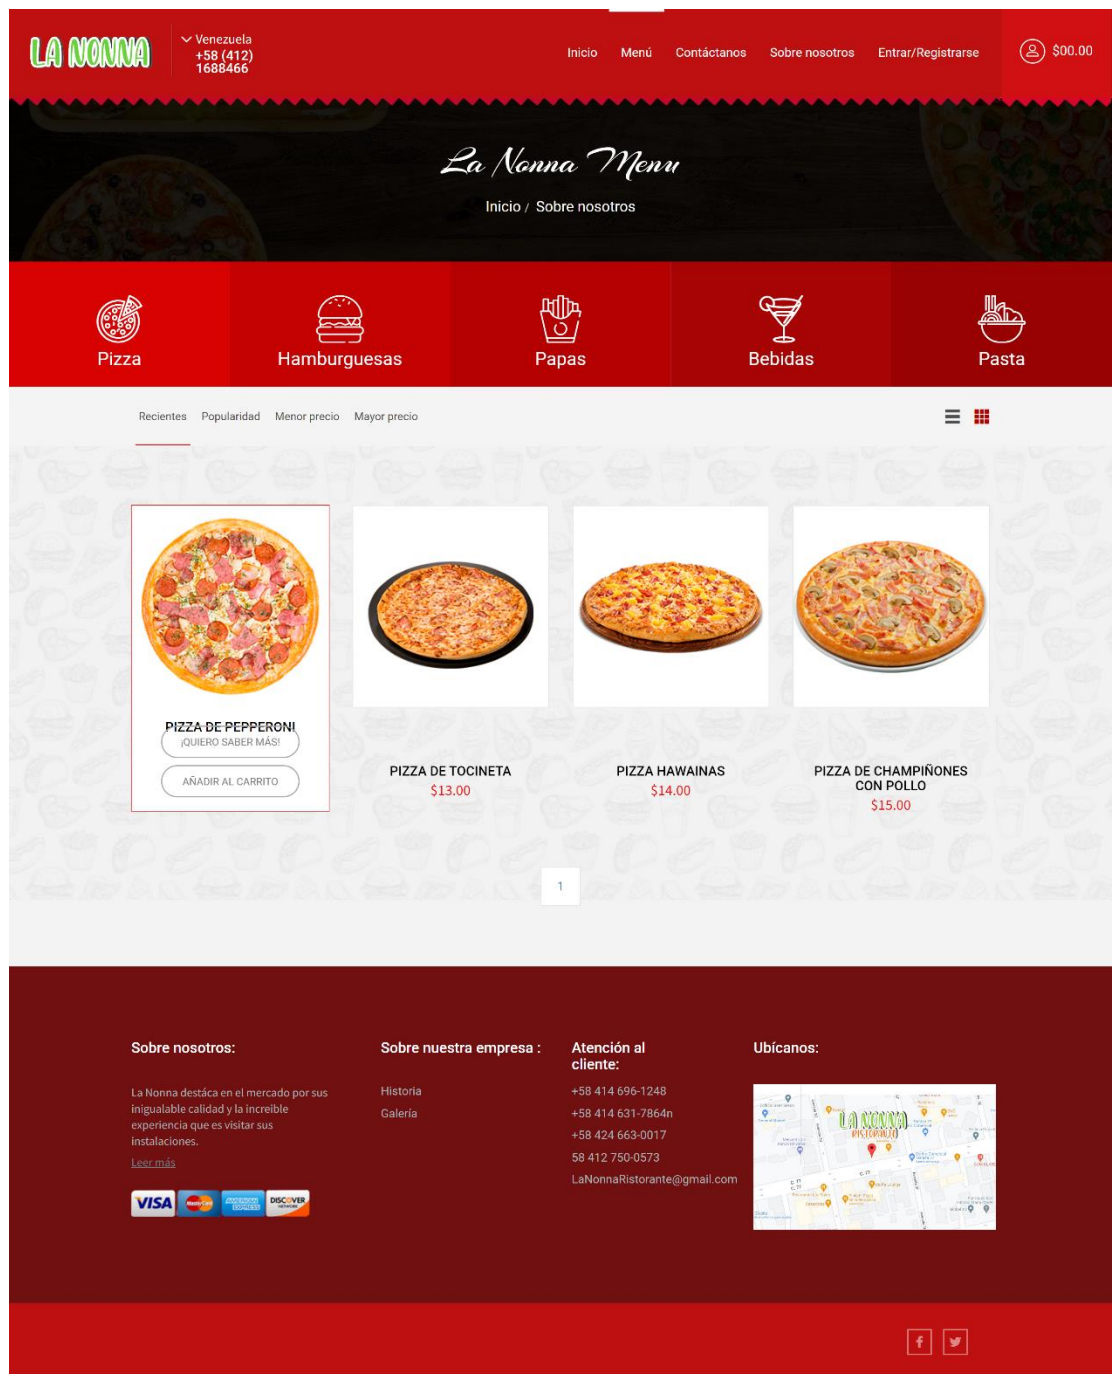 LA NONNA
Venezuela
+58 (412)
1688466
Inicio Menú Contáctanos Sobre nosotros Entrar/Registrarse
$00.00
La Nonna Menu
Inicio / Sobre nosotros
Pizza
Hamburguesas
Papas
Bebidas
Pasta
Recientes Popularidad Menor precio Mayor precio
PIZZA DE PEPPERONI
¡QUIERO SABER MÁS!
AÑADIR AL CARRITO
PIZZA DE TOCINETA
$13.00
PIZZA HAWAINAS
$14.00
PIZZA DE CHAMPIÑONES
CON POLLO
$15.00
1
Sobre nosotros:
La Nonna destáca en el mercado por sus
inigualable calidad y la increible
experiencia que es visitar sus
instalaciones.
Leer más
VISA MasterCard AMERICAN EXPRESS DISCOVER NETWORK
Sobre nuestra empresa :
Historia
Galería
Atención al
cliente:
+58 414 696-1248
+58 414 631-7864n
+58 424 663-0017
58 412 750-0573
LaNonnaRistorante@gmail.com
Ubícanos:
LA NONNA
RISTORANTE